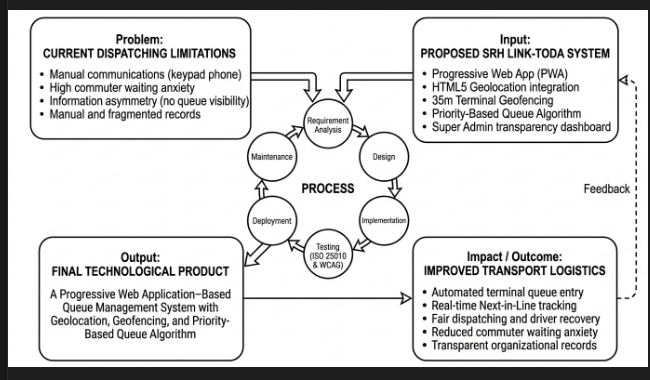 Problem:
CURRENT DISPATCHING LIMITATIONS
• Manual communications (keypad phone)
• High commuter waiting anxiety
• Information asymmetry (no queue visibility)
• Manual and fragmented records
Input:
PROPOSED SRH LINK-TODA SYSTEM
• Progressive Web App (PWA)
• HTML5 Geolocation integration
• 35m Terminal Geofencing
• Priority-Based Queue Algorithm
• Super Admin transparency dashboard
Requirement
Analysis
Maintenance
Design
PROCESS
Feedback
Deployment
Implementation
Testing
(ISO 25010
& WCAG)
Output:
FINAL TECHNOLOGICAL PRODUCT
A Progressive Web Application–Based
Queue Management System with
Geolocation, Geofencing, and Priority-
Based Queue Algorithm
Impact / Outcome:
IMPROVED TRANSPORT LOGISTICS
• Automated terminal queue entry
• Real-time Next-in-Line tracking
• Fair dispatching and driver recovery
• Reduced commuter waiting anxiety
• Transparent organizational records